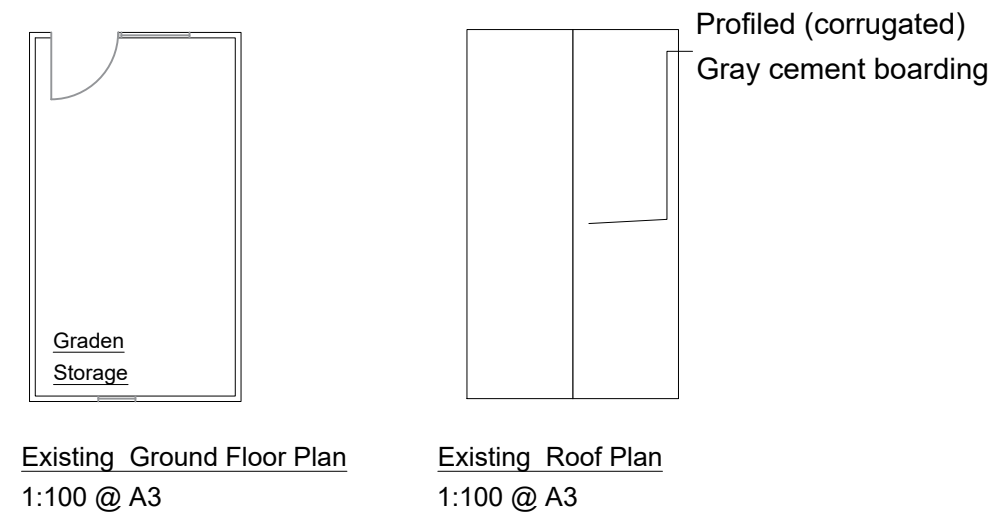 Profiled (corrugated)
Gray cement boarding
Graden
Storage
Existing Ground Floor Plan
1:100 @ A3
Existing Roof Plan
1:100 @ A3